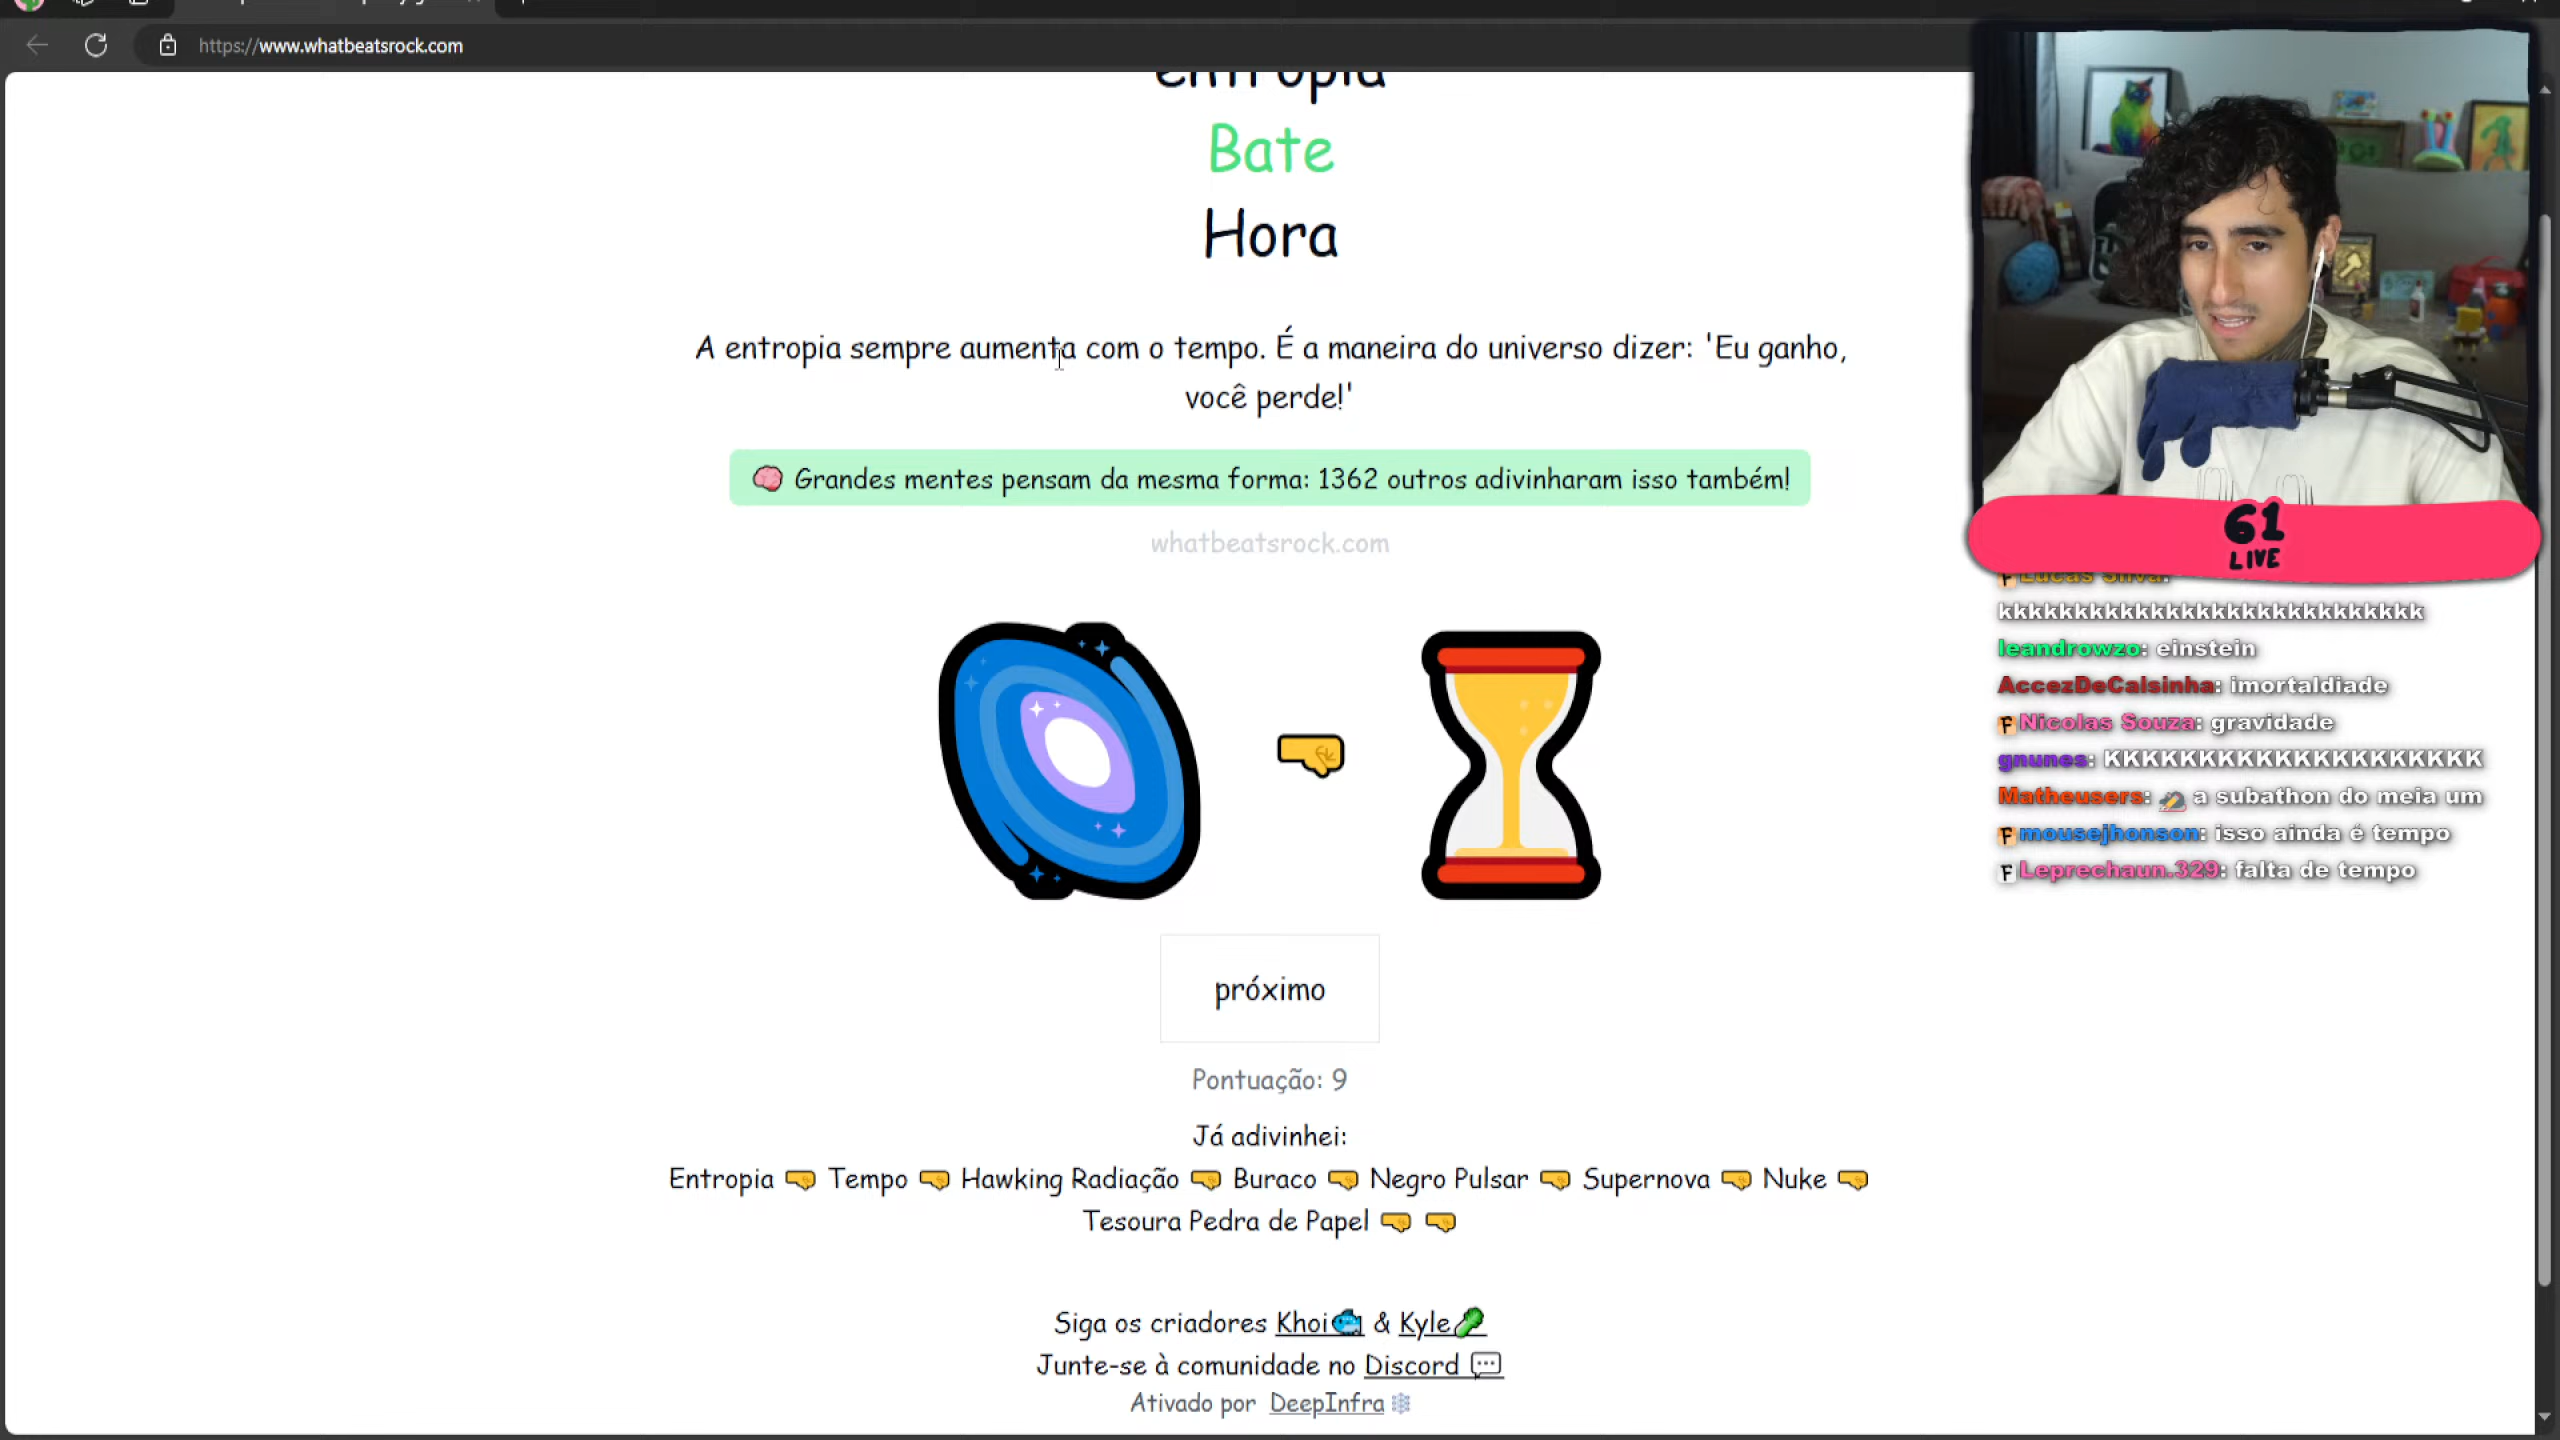 https://www.whatbeatsrock.com
entropia
Bate
Hora
A entropia sempre aumenta com o tempo. É a maneira do universo dizer: 'Eu ganho,
você perde!'
Grandes mentes pensam da mesma forma: 1362 outros adivinharam isso também!
whatbeatsrock.com
próximo
Pontuação: 9
Já adivinhei:
Entropia Tempo Hawking Radiação Buraco Negro Pulsar Supernova Nuke
Tesoura Pedra de Papel
Siga os criadores Khoi & Kyle
Junte-se à comunidade no Discord
Ativado por DeepInfra
61
LIVE
Lucas Silva:
kkkkkkkkkkkkkkkkkkkkkkkkkkkk
leandrowzo: einstein
AccezDeCalsinha: imortaldiade
Nicolas Souza: gravidade
gnunes: KKKKKKKKKKKKKKKKKKKK
Matheusers: a subathon do meia um
mousejhonson: isso ainda é tempo
Leprechaun.329: falta de tempo